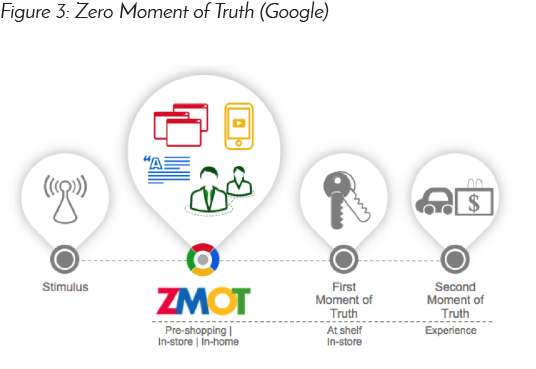 Figure 3: Zero Moment of Truth (Google)
“A
$
Stimulus
ZMOT
Pre-shopping |
In-store | In-home
First
Moment of
Truth
At shelf
In-store
Second
Moment of
Truth
Experience